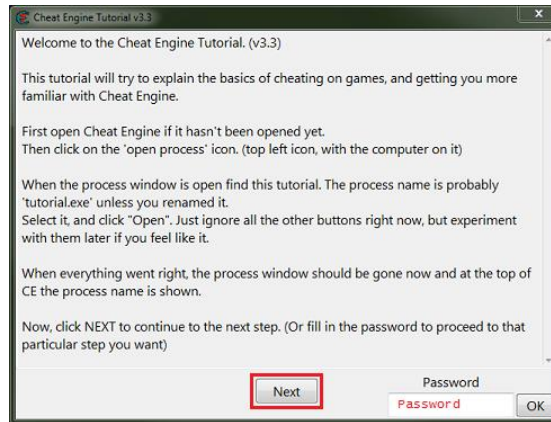 Cheat Engine Tutorial v3.3
x
Welcome to the Cheat Engine Tutorial. (v3.3)
This tutorial will try to explain the basics of cheating on games, and getting you more
familiar with Cheat Engine.
First open Cheat Engine if it hasn't been opened yet.
Then click on the 'open process' icon. (top left icon, with the computer on it)
When the process window is open find this tutorial. The process name is probably
'tutorial.exe' unless you renamed it.
Select it, and click "Open". Just ignore all the other buttons right now, but experiment
with them later if you feel like it.
When everything went right, the process window should be gone now and at the top of
CE the process name is shown.
Now, click NEXT to continue to the next step. (Or fill in the password to proceed to that
particular step you want)
Next
Password
Password
OK